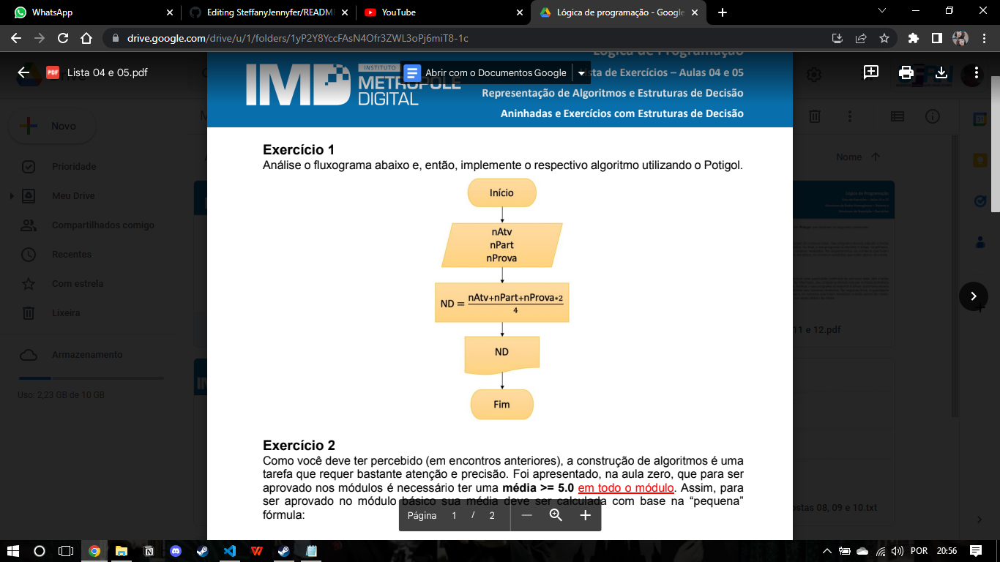 WhatsApp
Editing SteffanyJennyfer/READM
YouTube
Lógica de programação - Google
drive.google.com/drive/u/1/folders/1yP2Y8YccFAsN4Ofr3ZWL3oPj6miT8-1c
PDF
Lista 04 e 05.pdf
Abrir com o Documentos Google
IMD
INSTITUTO
METRÓPOLE
DIGITAL
Lógica de Programação
Lista de Exercícios – Aulas 04 e 05
Representação de Algoritmos e Estruturas de Decisão
Aninhadas e Exercícios com Estruturas de Decisão
Novo
Prioridade
Meu Drive
Compartilhados comigo
Recentes
Com estrela
Lixeira
Armazenamento
Uso: 2,23 GB de 10 GB
Nome
11 e 12.pdf
ostas 08, 09 e 10.txt
Exercício 1
Análise o fluxograma abaixo e, então, implemente o respectivo algoritmo utilizando o Potigol.
Início
nAtv
nPart
nProva
ND = nAtv+nPart+nProva*2
4
ND
Fim
Exercício 2
Como você deve ter percebido (em encontros anteriores), a construção de algoritmos é uma
tarefa que requer bastante atenção e precisão. Foi apresentado, na aula zero, que para ser
aprovado nos módulos é necessário ter uma média >= 5.0 em todo o módulo. Assim, para
ser aprovado no módulo básico sua média deve ser calculada com base na “pequena”
fórmula:
Página 1 / 2
POR
20:56